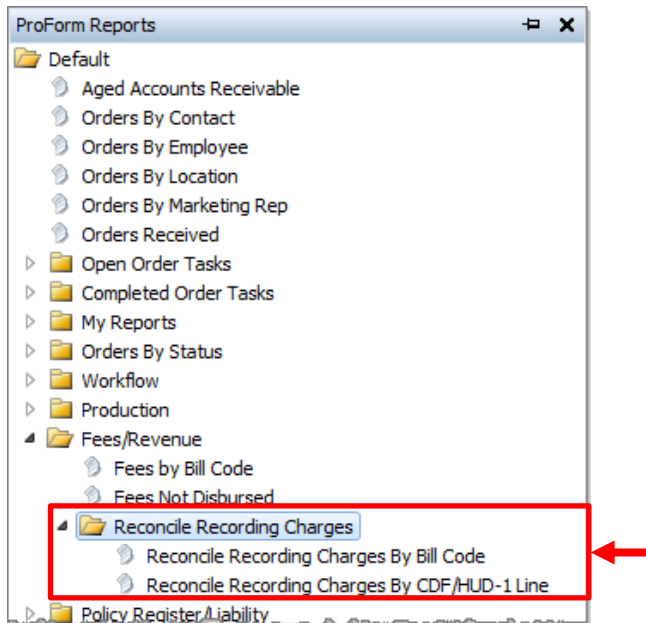 ProForm Reports
Default
Aged Accounts Receivable
Orders By Contact
Orders By Employee
Orders By Location
Orders By Marketing Rep
Orders Received
Open Order Tasks
Completed Order Tasks
My Reports
Orders By Status
Workflow
Production
Fees/Revenue
Fees by Bill Code
Fees Not Disbursed
Reconcile Recording Charges
Reconcile Recording Charges By Bill Code
Reconcile Recording Charges By CDF/HUD-1 Line
Policy Register/Liability